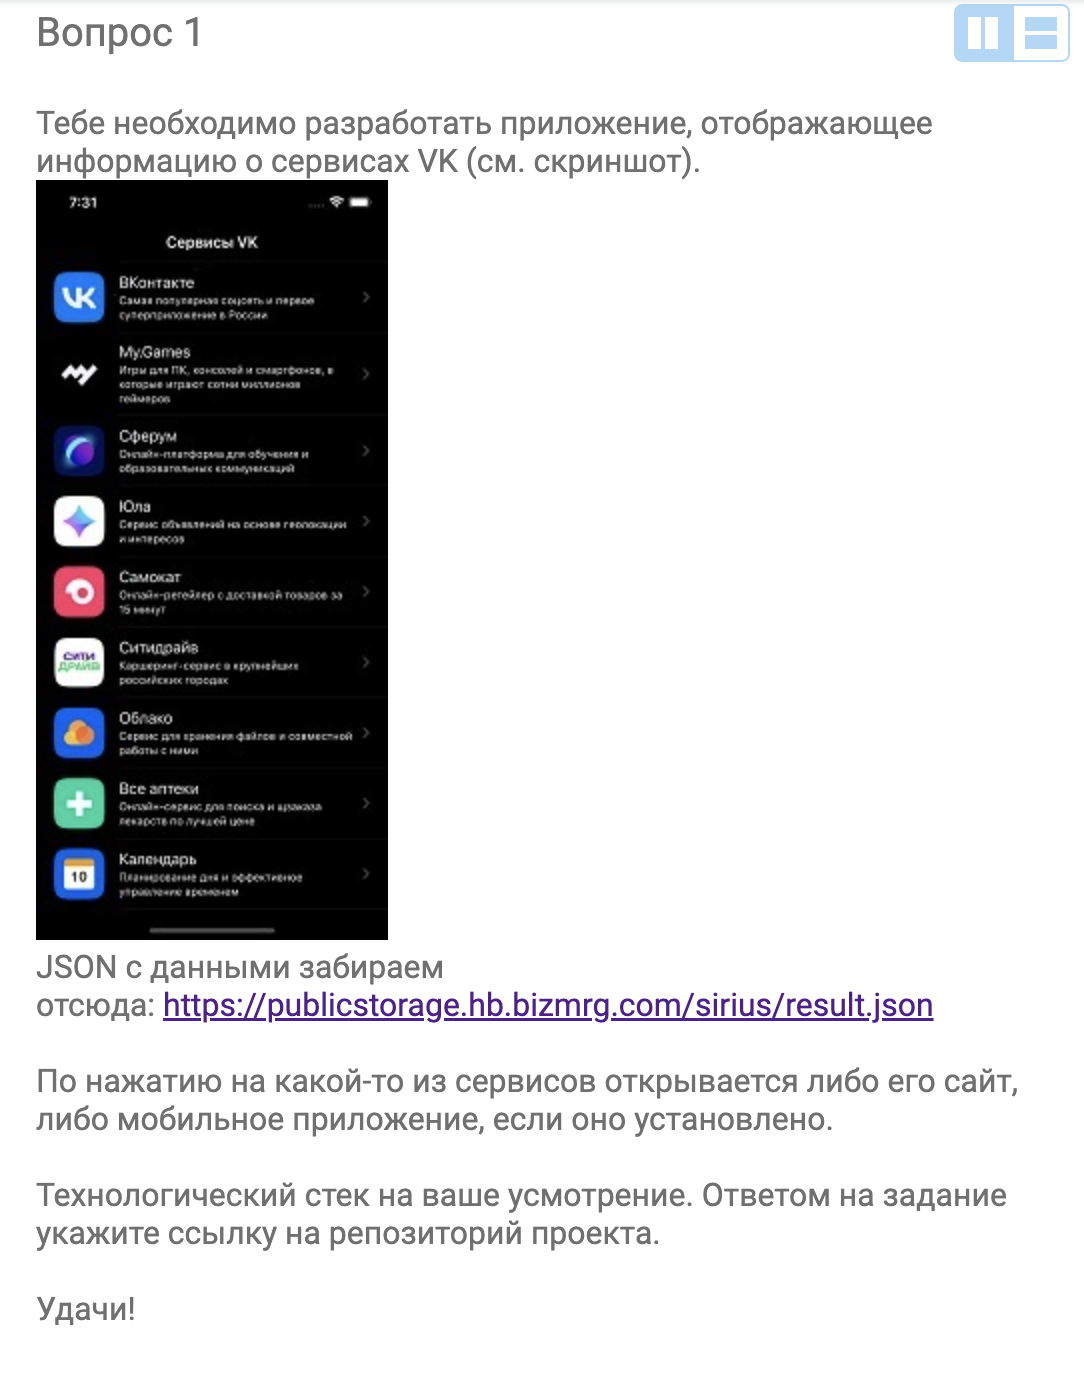 Вопрос 1
Тебе необходимо разработать приложение, отображающее
информацию о сервисах VK (см. скриншот).
7:31
Сервисы VK
ВКонтакте
Самая популярная соцсеть и первое
суперприложение в России
My.Games
Игры для ПК, консолей и смартфонов, в
которые играют сотни миллионов
геймеров
Сферум
Онлайн-платформа для обучения и
образовательных коммуникаций
Юла
Сервис объявлений на основе геолокации
и интересов
Самокат
Онлайн-ретейлер с доставкой товаров за
15 минут
СИТИ
ДРАЙВ
Ситидрайв
Каршеринг-сервис в крупнейших
российских городах
Облако
Сервис для хранения файлов и совместной
работы с ними
Все аптеки
Онлайн-сервис для поиска и заказа
лекарств по лучшей цене
10
Календарь
Планирование дня и эффективное
управление временем
JSON с данными забираем
отсюда: https://publicstorage.hb.bizmrg.com/sirius/result.json
По нажатию на какой-то из сервисов открывается либо его сайт,
либо мобильное приложение, если оно установлено.
Технологический стек на ваше усмотрение. Ответом на задание
укажите ссылку на репозиторий проекта.
Удачи!